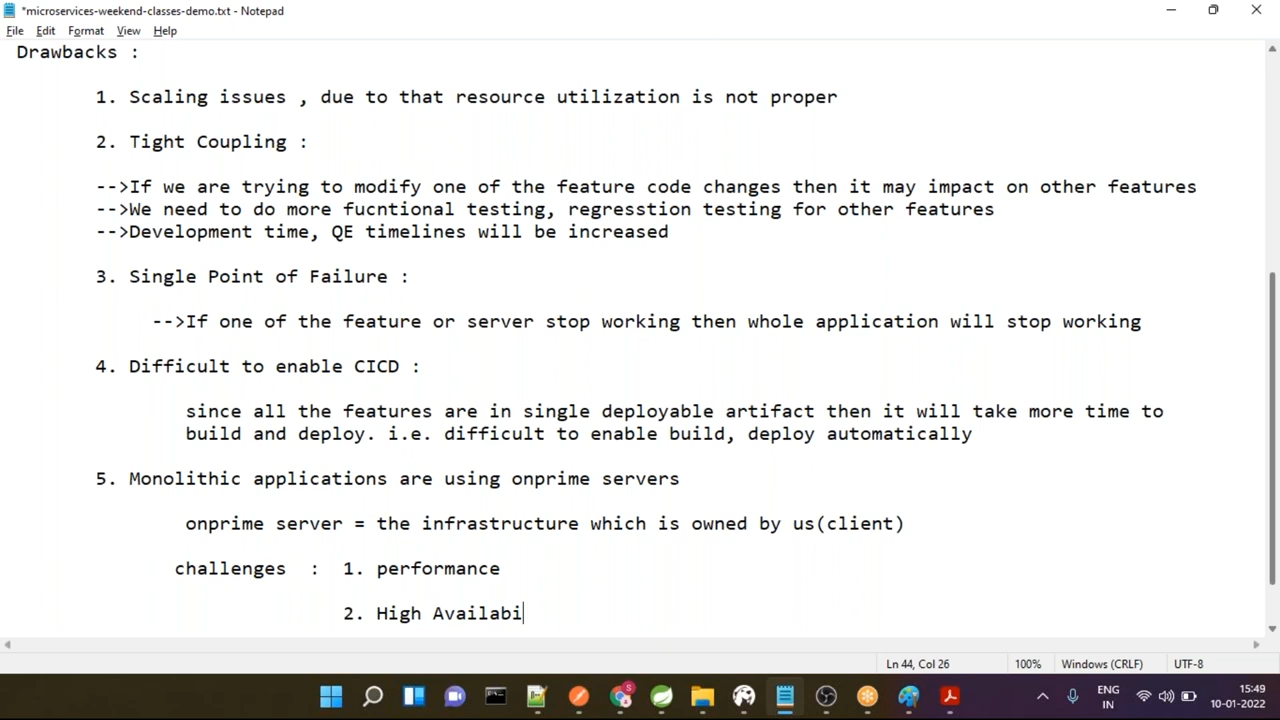 *microservices-weekend-classes-demo.txt - Notepad
File Edit Format View Help
Drawbacks :
1. Scaling issues , due to that resource utilization is not proper
2. Tight Coupling :
-->If we are trying to modify one of the feature code changes then it may impact on other features
-->We need to do more fucntional testing, regresstion testing for other features
-->Development time, QE timelines will be increased
3. Single Point of Failure :
-->If one of the feature or server stop working then whole application will stop working
4. Difficult to enable CICD :
since all the features are in single deployable artifact then it will take more time to
build and deploy. i.e. difficult to enable build, deploy automatically
5. Monolithic applications are using onprime servers
onprime server = the infrastructure which is owned by us(client)
challenges : 1. performance
2. High Availabi
Ln 44, Col 26 100% Windows (CRLF) UTF-8
S
ENG 15:49
IN 10-01-2022